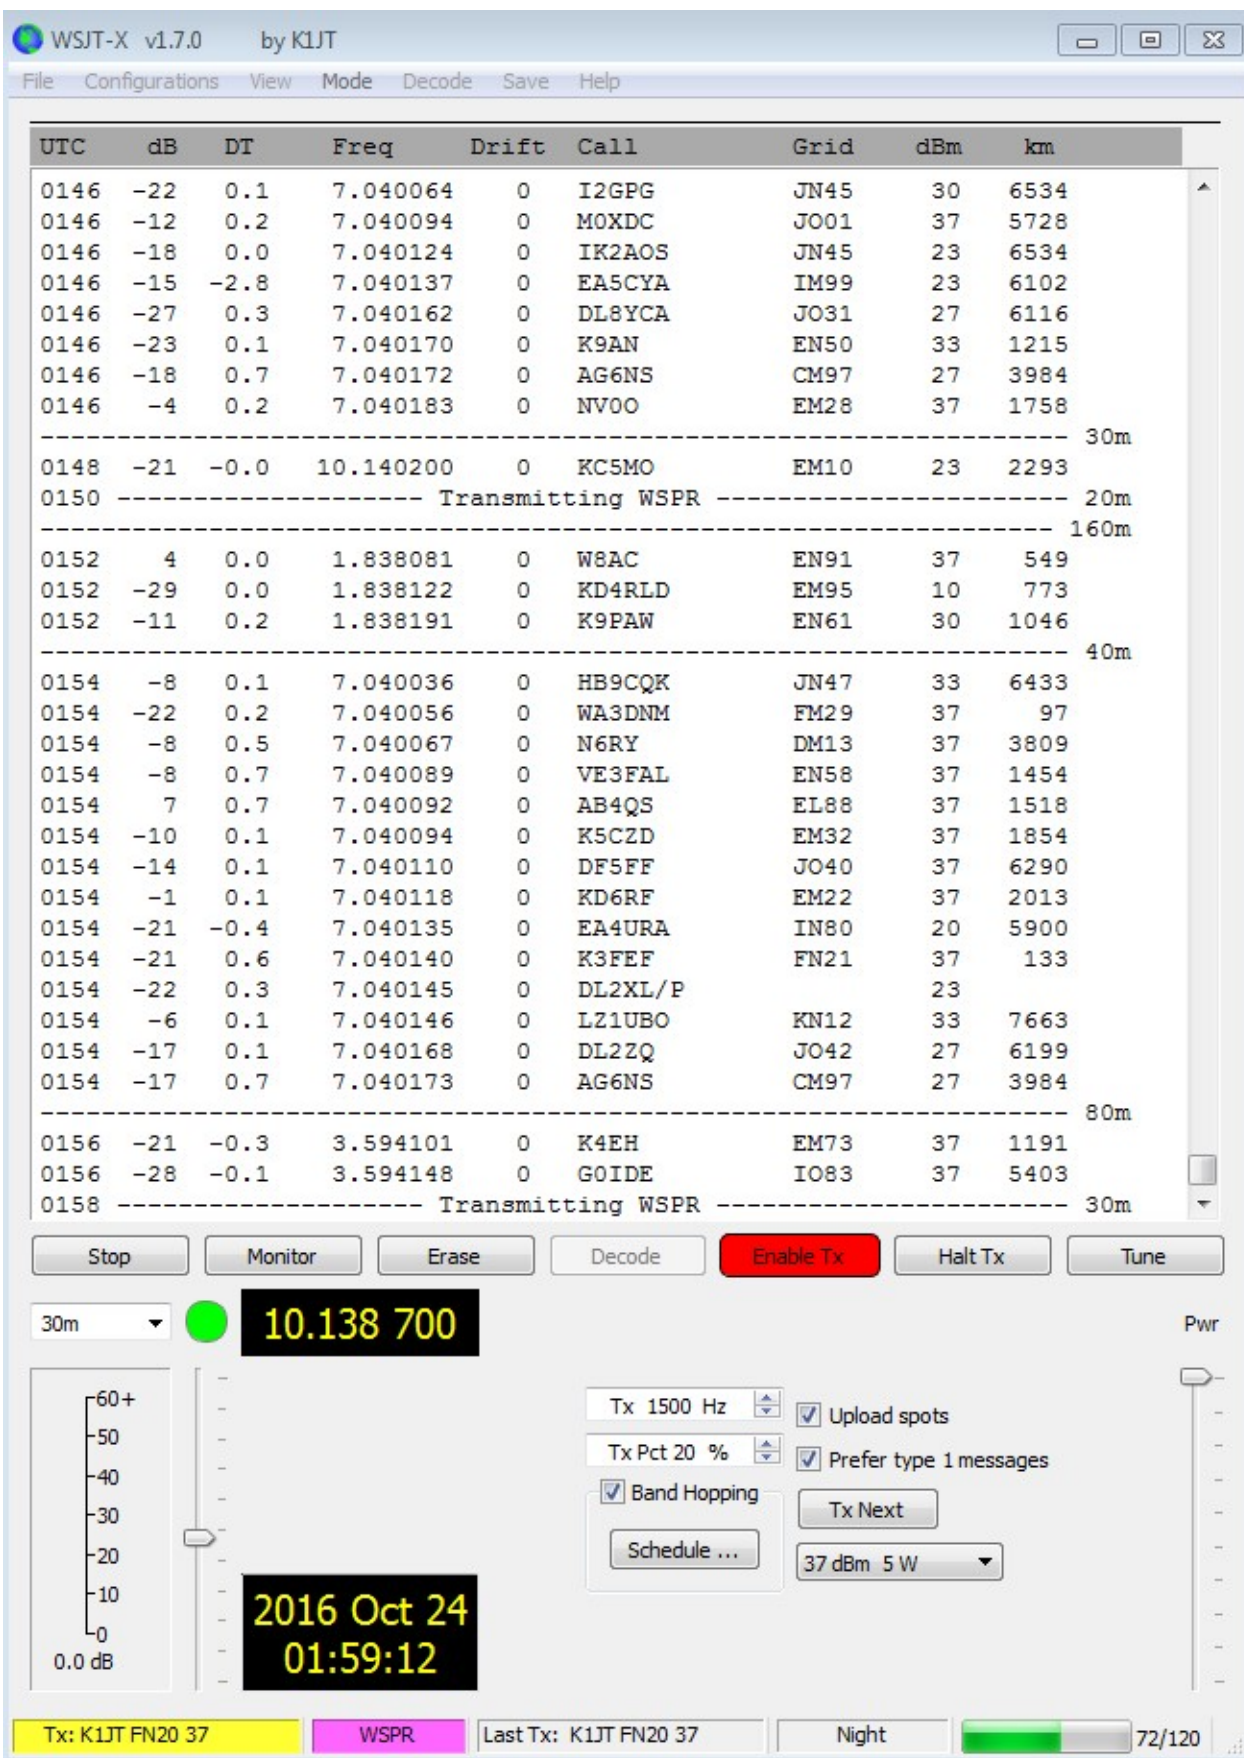 WSJT-X v1.7.0 by K1JT
File Configurations View Mode Decode Save Help
UTC dB DT Freq Drift Call Grid dBm km
0146 -22 0.1 7.040064 0 I2GPG JN45 30 6534
0146 -12 0.2 7.040094 0 M0XDC JO01 37 5728
0146 -18 0.0 7.040124 0 IK2AOS JN45 23 6534
0146 -15 -2.8 7.040137 0 EA5CYA IM99 23 6102
0146 -27 0.3 7.040162 0 DL8YCA JO31 27 6116
0146 -23 0.1 7.040170 0 K9AN EN50 33 1215
0146 -18 0.7 7.040172 0 AG6NS CM97 27 3984
0146 -4 0.2 7.040183 0 NV0O EM28 37 1758
---------------------------------------------------------------------- 30m
0148 -21 -0.0 10.140200 0 KC5MO EM10 23 2293
0150 -------------------- Transmitting WSPR ----------------------- 20m
--------------------------------------------------------------------- 160m
0152 4 0.0 1.838081 0 W8AC EN91 37 549
0152 -29 0.0 1.838122 0 KD4RLD EM95 10 773
0152 -11 0.2 1.838191 0 K9PAW EN61 30 1046
---------------------------------------------------------------------- 40m
0154 -8 0.1 7.040036 0 HB9CQK JN47 33 6433
0154 -22 0.2 7.040056 0 WA3DNM FM29 37 97
0154 -8 0.5 7.040067 0 N6RY DM13 37 3809
0154 -8 0.7 7.040089 0 VE3FAL EN58 37 1454
0154 7 0.7 7.040092 0 AB4QS EL88 37 1518
0154 -10 0.1 7.040094 0 K5CZD EM32 37 1854
0154 -14 0.1 7.040110 0 DF5FF JO40 37 6290
0154 -1 0.1 7.040118 0 KD6RF EM22 37 2013
0154 -21 -0.4 7.040135 0 EA4URA IN80 20 5900
0154 -21 0.6 7.040140 0 K3FEF FN21 37 133
0154 -22 0.3 7.040145 0 DL2XL/P 23
0154 -6 0.1 7.040146 0 LZ1UBO KN12 33 7663
0154 -17 0.1 7.040168 0 DL2ZQ JO42 27 6199
0154 -17 0.7 7.040173 0 AG6NS CM97 27 3984
---------------------------------------------------------------------- 80m
0156 -21 -0.3 3.594101 0 K4EH EM73 37 1191
0156 -28 -0.1 3.594148 0 G0IDE IO83 37 5403
0158 -------------------- Transmitting WSPR ----------------------- 30m
Stop Monitor Erase Decode Enable Tx Halt Tx Tune
30m 10.138 700 Pwr
60+
50
40
30
20
10
0
0.0 dB
Tx 1500 Hz Upload spots
Tx Pct 20 % Prefer type 1 messages
Band Hopping Tx Next
Schedule ... 37 dBm 5 W
2016 Oct 24
01:59:12
Tx: K1JT FN20 37 WSPR Last Tx: K1JT FN20 37 Night 72/120